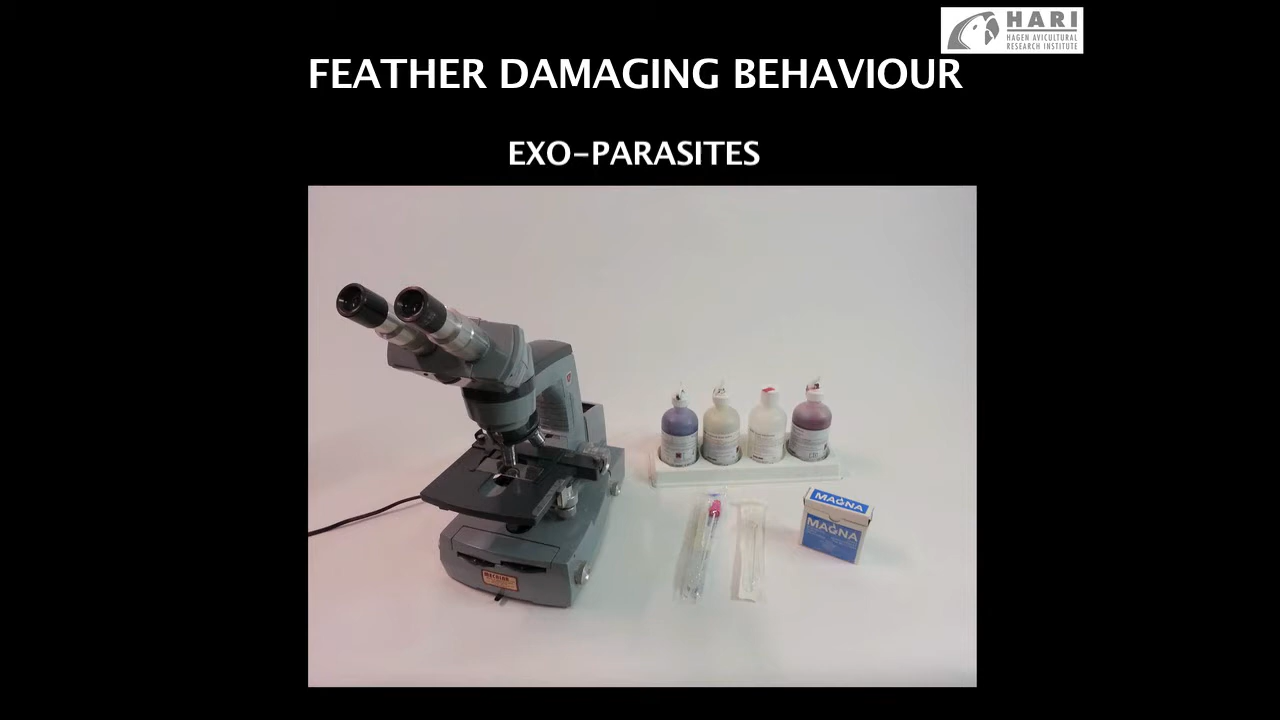 HARI
HAGEN AVICULTURAL
RESEARCH INSTITUTE
FEATHER DAMAGING BEHAVIOUR
EXO-PARASITES
MAGNA
MAGNA